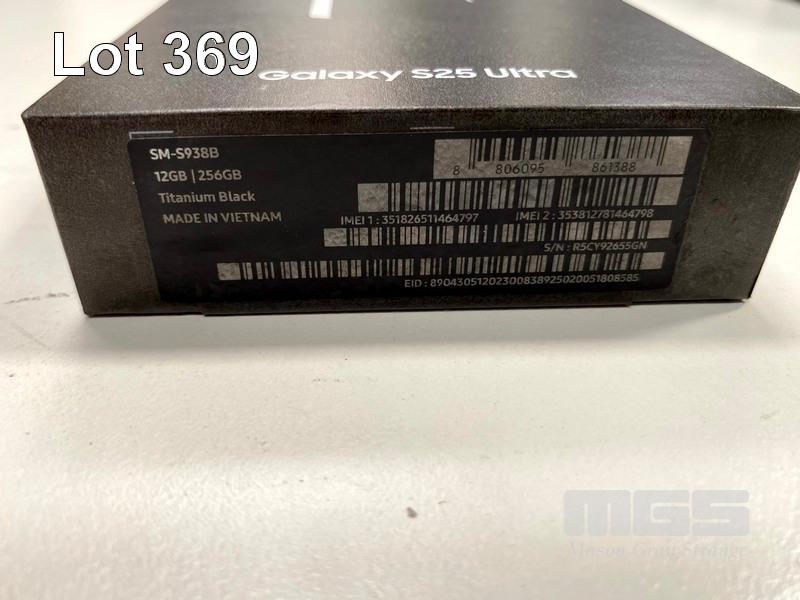 Lot 369
Galaxy S25 Ultra
SM-S938B
12GB | 256GB
Titanium Black
MADE IN VIETNAM
8 806095 861388
IMEI 1 : 351826511464797 IMEI 2 : 353812781464798
S/N : R5CY92655GN
EID : 89043051202300838925020051808585
MGS
Mason Gray Strange